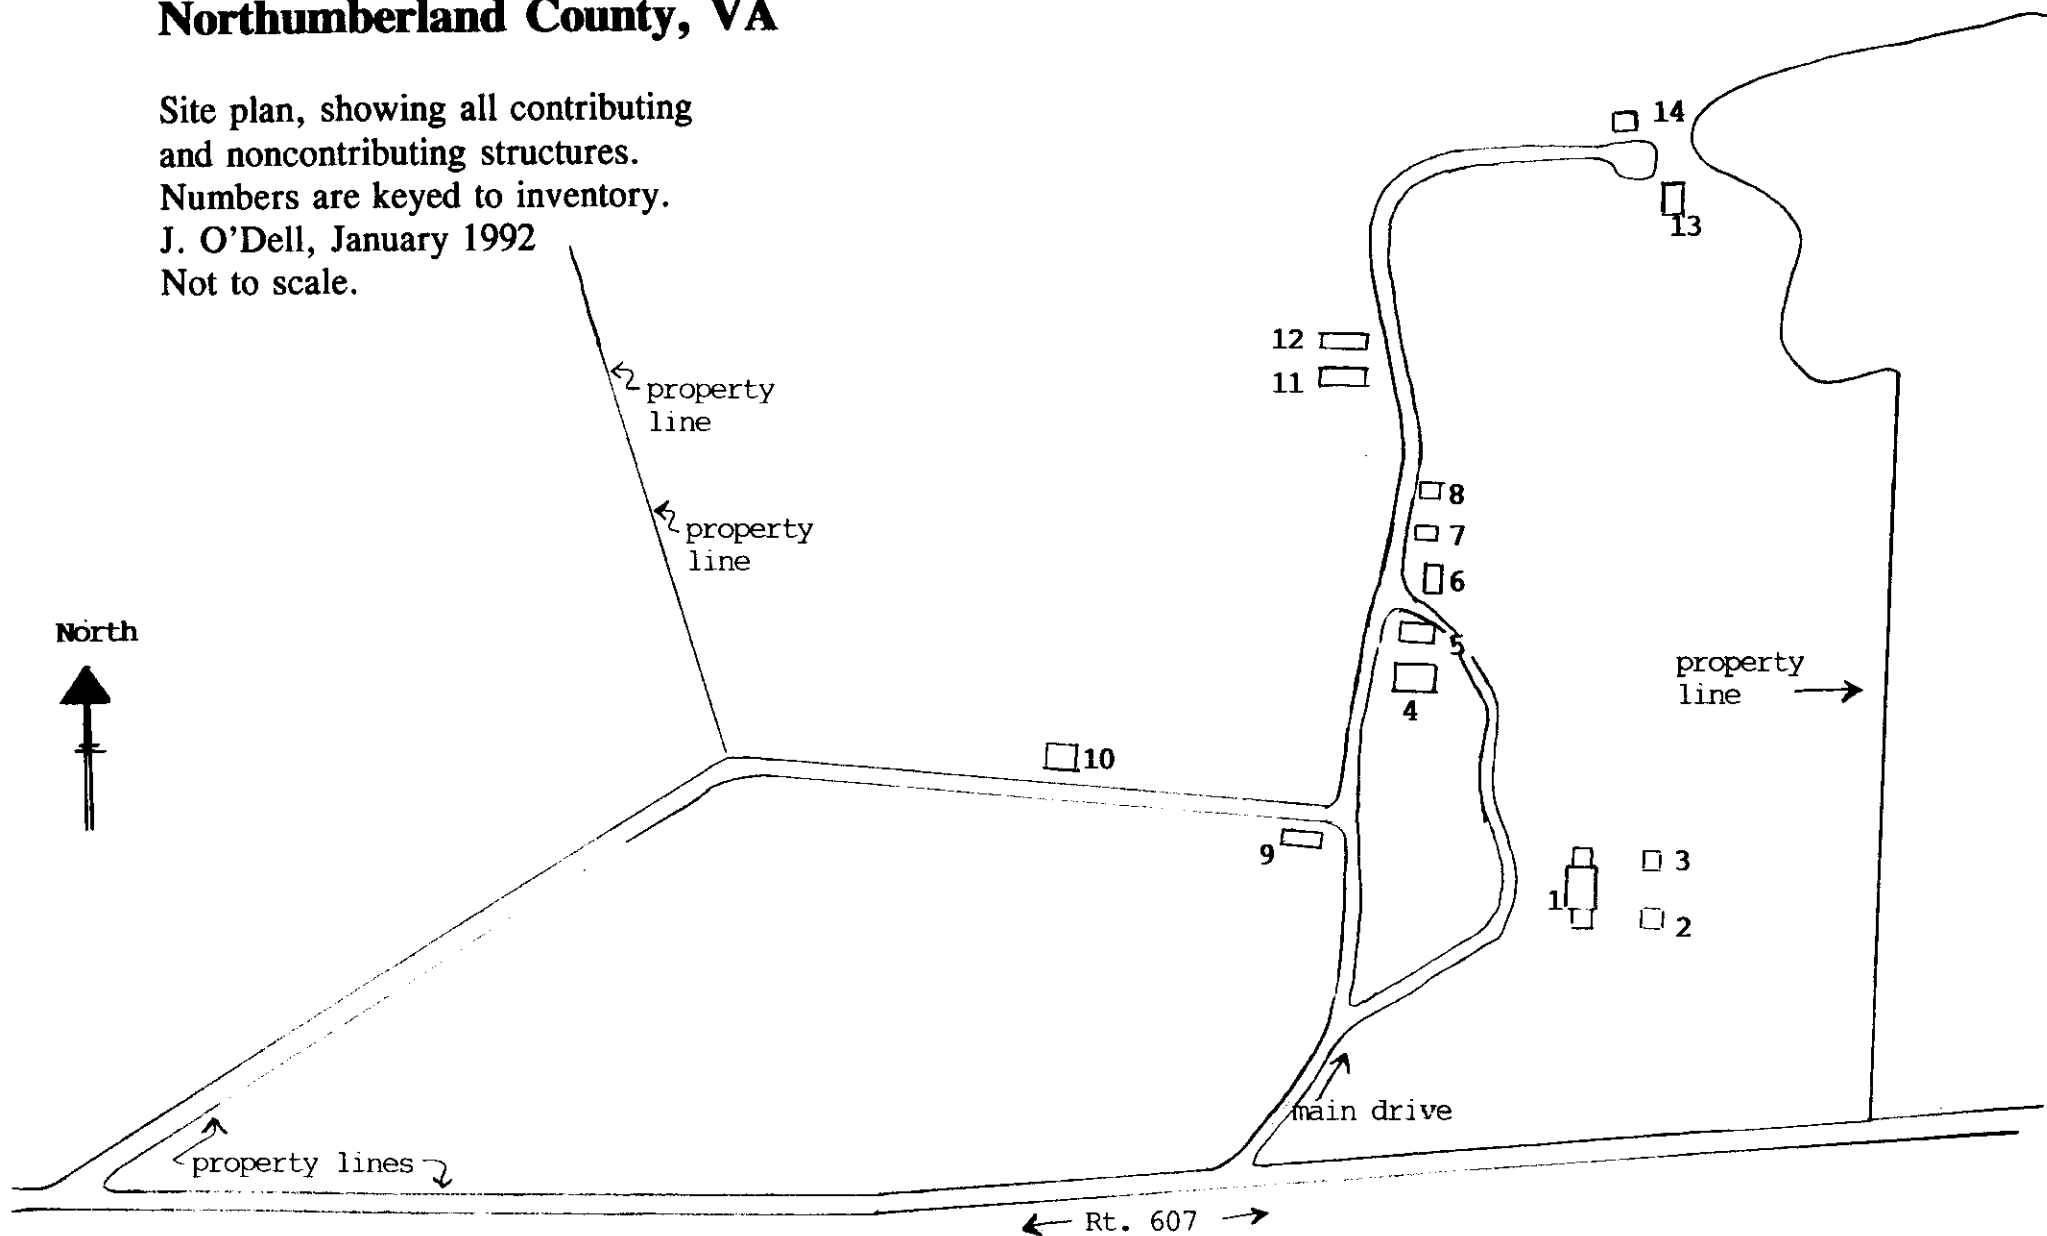 Northumberland County, VA
Site plan, showing all contributing
and noncontributing structures.
Numbers are keyed to inventory.
J. O'Dell, January 1992
Not to scale.
14
13
12
11
property
line
8
7
property
line
6
North
5
property
line
4
10
9
3
1
2
main drive
property lines
Rt. 607